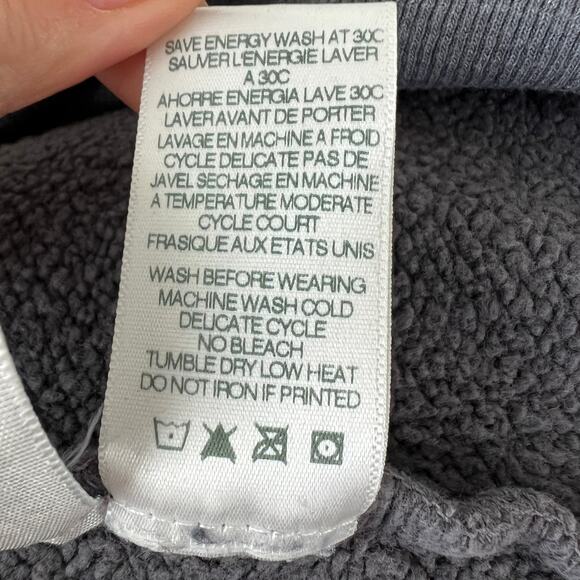 SAVE ENERGY WASH AT 30C
SAUVER L'ENERGIE LAVER
A 30C
AHORRE ENERGIA LAVE 30C
LAVER AVANT DE PORTER
LAVAGE EN MACHINE A FROID
CYCLE DELICATE PAS DE
JAVEL SECHAGE EN MACHINE
A TEMPERATURE MODERATE
CYCLE COURT
FRASIQUE AUX ETATS UNIS
WASH BEFORE WEARING
MACHINE WASH COLD
DELICATE CYCLE
NO BLEACH
TUMBLE DRY LOW HEAT
DO NOT IRON IF PRINTED